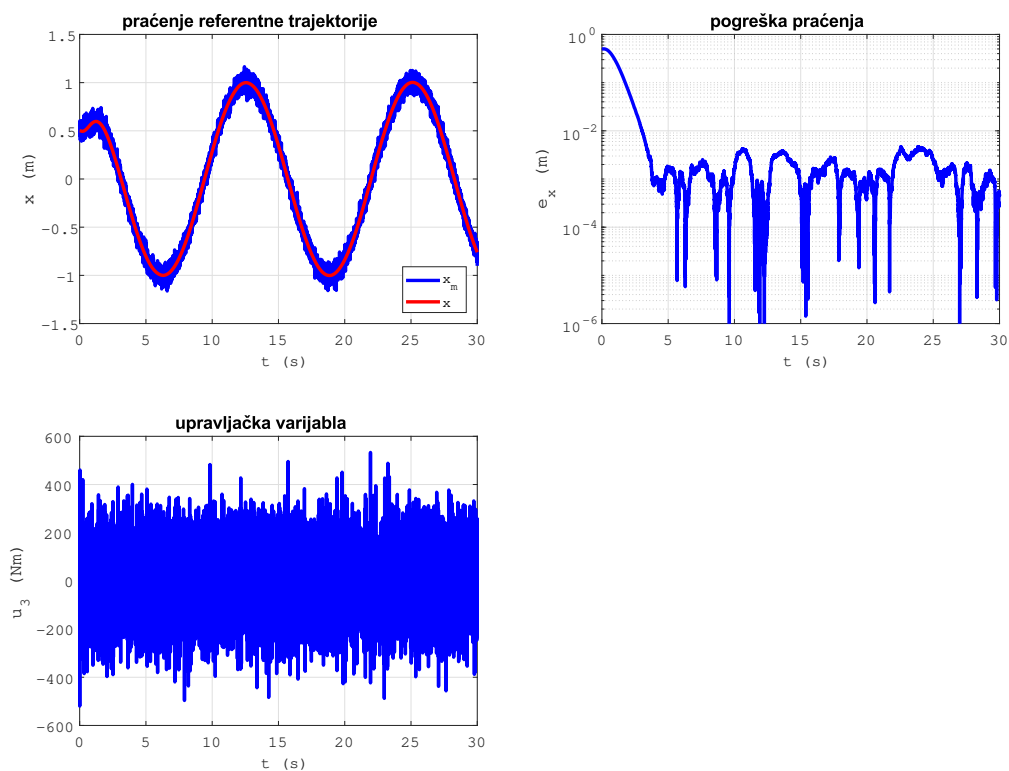 praćenje referentne trajektorije
1.5
1
0.5
0
−0.5
−1
−1.5
x (m)
0 5 10 15 20 25 30
t (s)
x_m
x
pogreška praćenja
10^0
10^−2
10^−4
10^−6
e_x (m)
0 5 10 15 20 25 30
t (s)
upravljačka varijabla
600
400
200
0
−200
−400
−600
u_3 (Nm)
0 5 10 15 20 25 30
t (s)